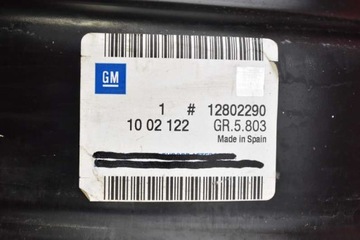 GM
1 # 12802290
10 02 122 GR.5.803
Made in Spain